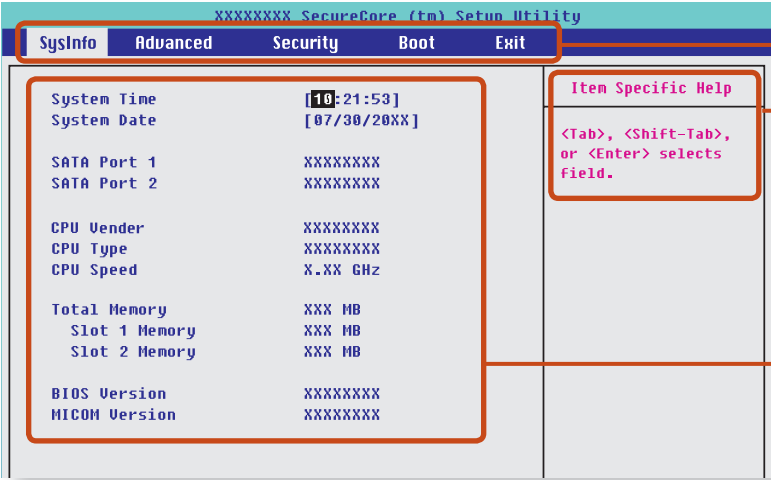 XXXXXXXX SecureCore (tm) Setup Utility
SysInfo Advanced Security Boot Exit
System Time [10:21:53]
System Date [07/30/20XX]
SATA Port 1 XXXXXXXX
SATA Port 2 XXXXXXXX
CPU Vender XXXXXXXX
CPU Type XXXXXXXX
CPU Speed X.XX GHz
Total Memory XXX MB
Slot 1 Memory XXX MB
Slot 2 Memory XXX MB
BIOS Version XXXXXXXX
MICOM Version XXXXXXXX
Item Specific Help
<Tab>, <Shift-Tab>,
or <Enter> selects
field.